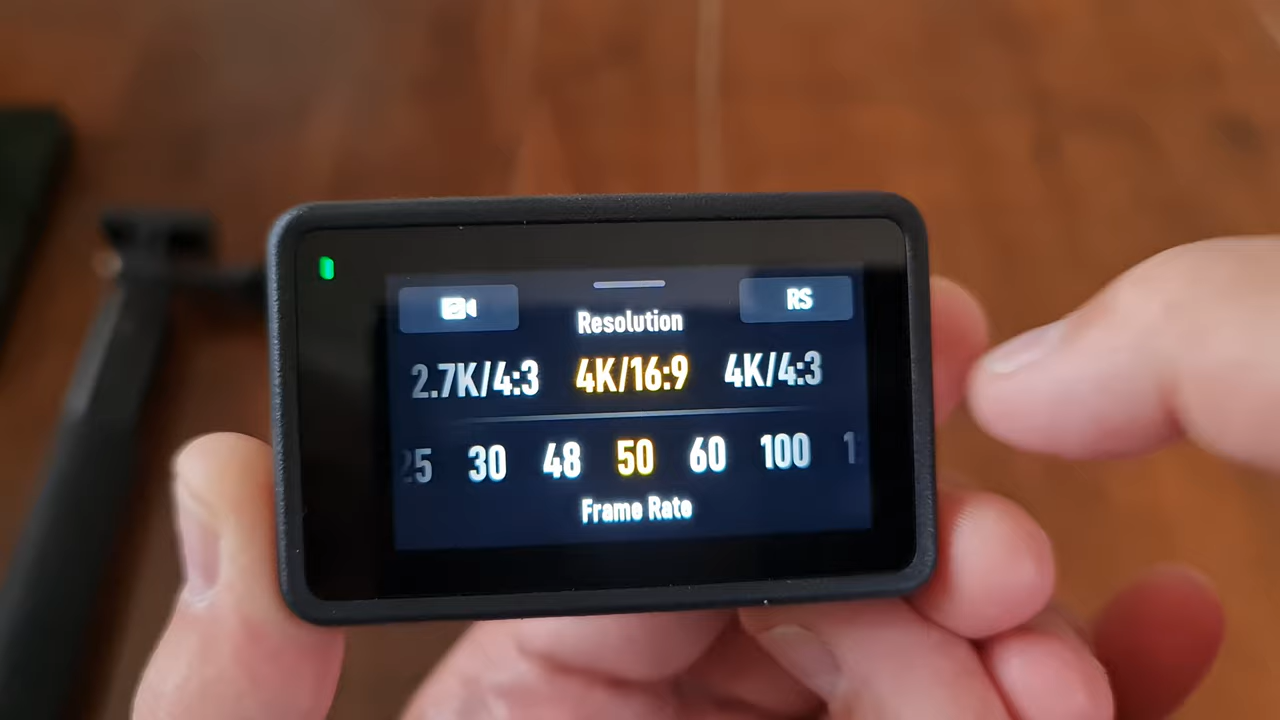 RS
Resolution
2.7K/4:3 4K/16:9 4K/4:3
30 48 50 60 100
Frame Rate